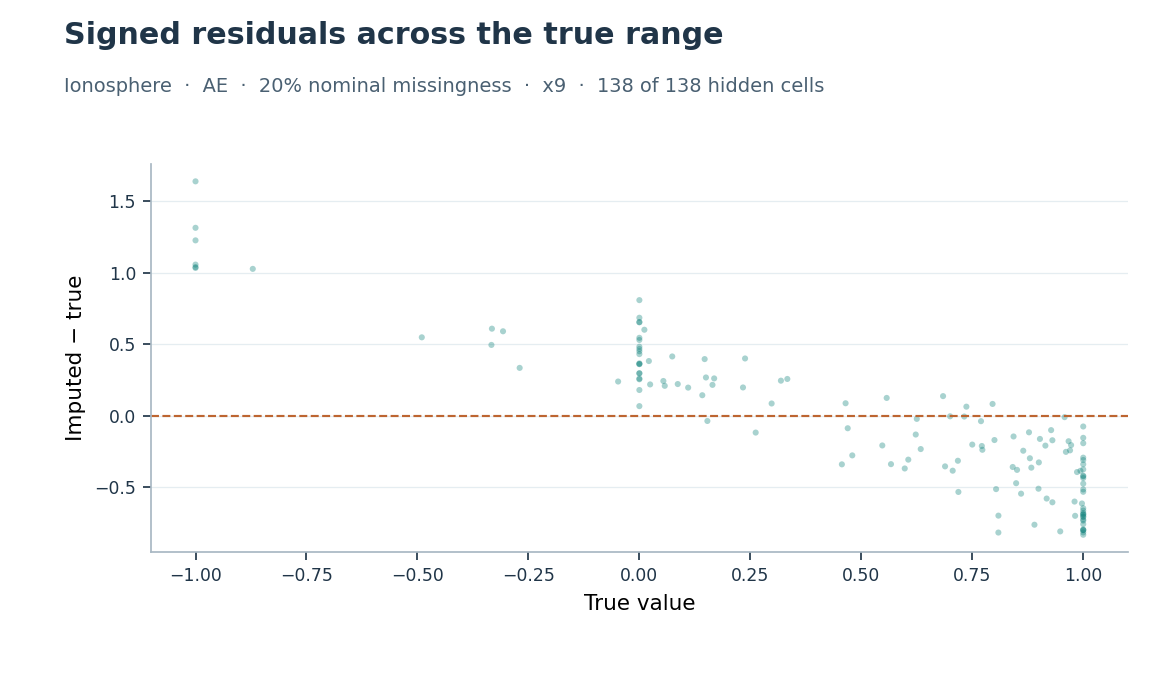 Signed residuals across the true range
Ionosphere · AE · 20% nominal missingness · x9 · 138 of 138 hidden cells
Imputed − true
1.5
1.0
0.5
0.0
−0.5
−1.00 −0.75 −0.50 −0.25 0.00 0.25 0.50 0.75 1.00
True value